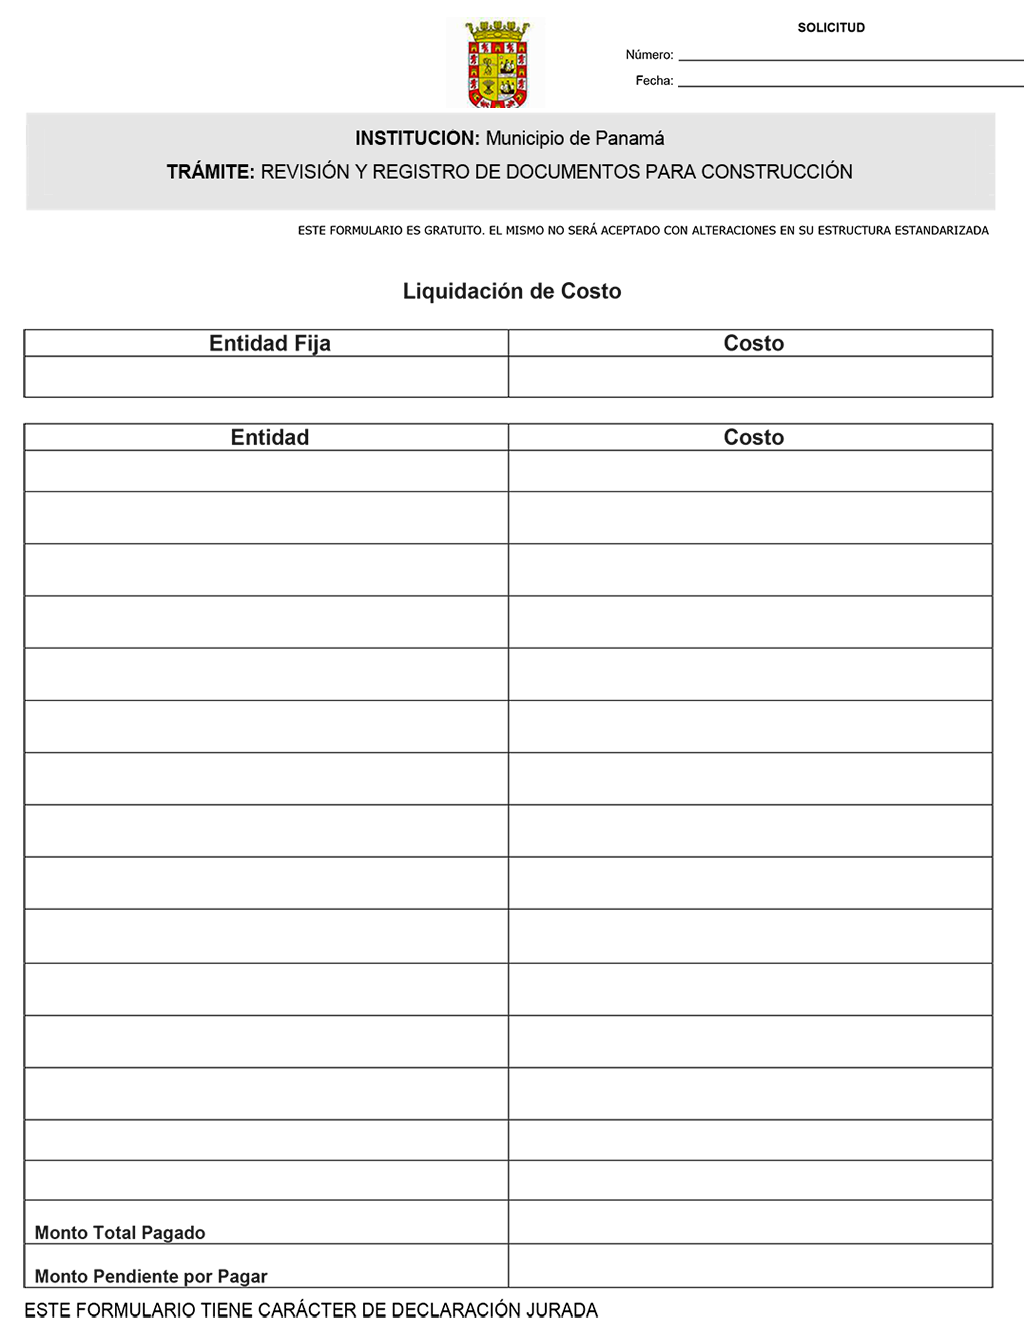 SOLICITUD
Número:
Fecha:
INSTITUCION: Municipio de Panamá
TRÁMITE: REVISIÓN Y REGISTRO DE DOCUMENTOS PARA CONSTRUCCIÓN
ESTE FORMULARIO ES GRATUITO. EL MISMO NO SERÁ ACEPTADO CON ALTERACIONES EN SU ESTRUCTURA ESTANDARIZADA
Liquidación de Costo
Entidad Fija Costo
Entidad Costo
Monto Total Pagado
Monto Pendiente por Pagar
ESTE FORMULARIO TIENE CARÁCTER DE DECLARACIÓN JURADA